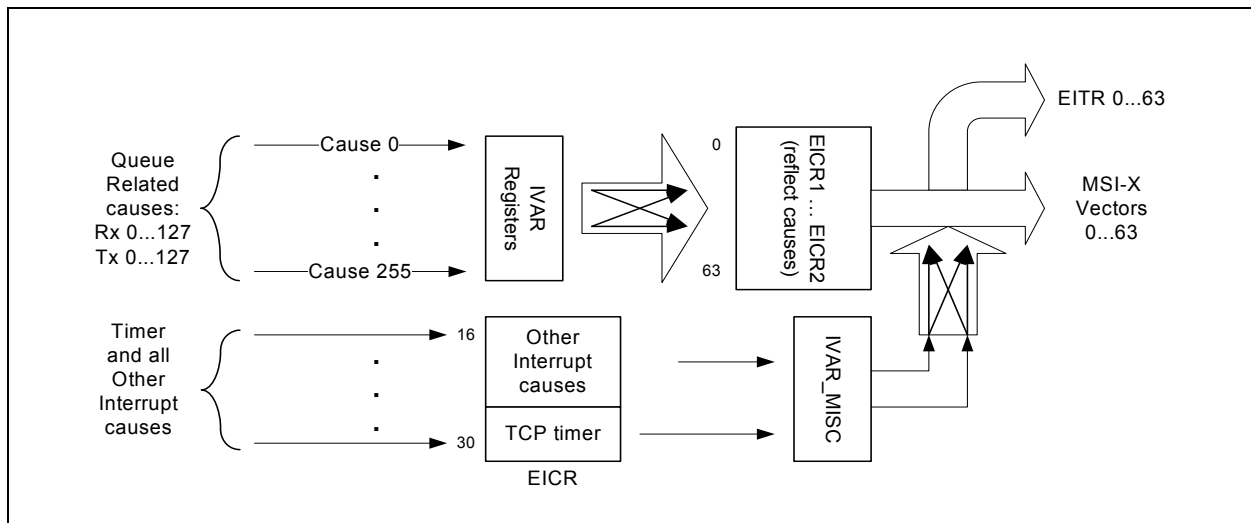 Queue
Related
causes:
Rx 0...127
Tx 0...127
Cause 0
Cause 255
IVAR
Registers
0
63
EICR1 ... EICR2
(reflect causes)
EITR 0...63
MSI-X
Vectors
0...63
Timer
and all
Other
Interrupt
causes
16
30
Other
Interrupt
causes
TCP timer
EICR
IVAR_MISC